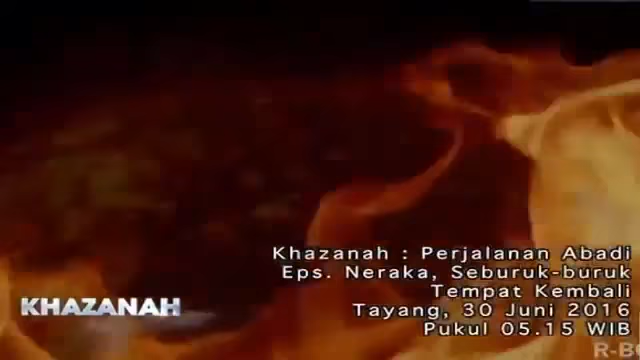 Khazanah : Perjalanan Abadi
Eps. Neraka, Seburuk-buruk
Tempat Kembali
Tayang, 30 Juni 2016
Pukul 05.15 WIB
KHAZANAH